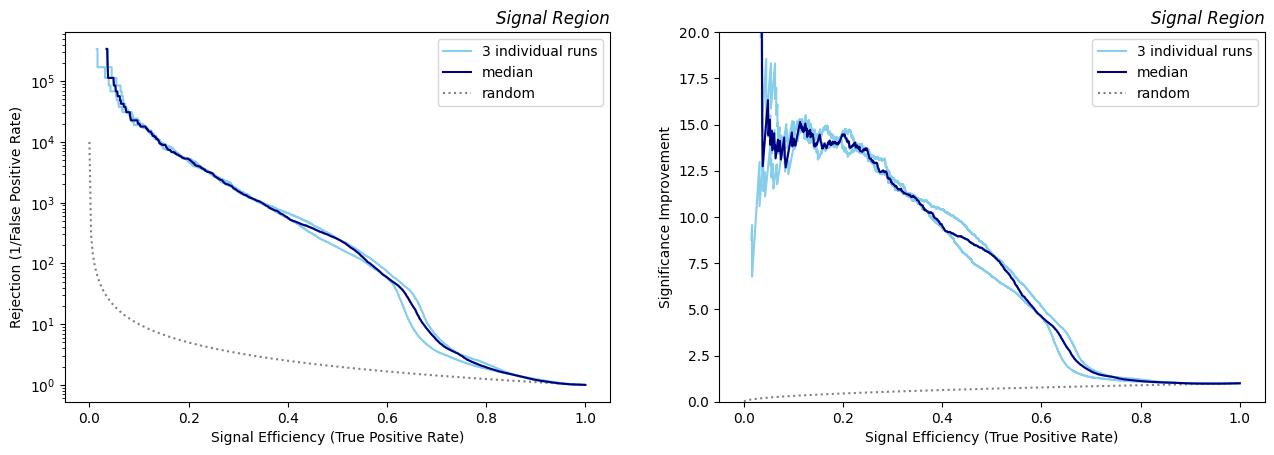 Signal Region
3 individual runs
median
random
10^5
10^4
10^3
10^2
10^1
10^0
Rejection (1/False Positive Rate)
0.0 0.2 0.4 0.6 0.8 1.0
Signal Efficiency (True Positive Rate)
Signal Region
3 individual runs
median
random
20.0
17.5
15.0
12.5
10.0
7.5
5.0
2.5
0.0
Significance Improvement
0.0 0.2 0.4 0.6 0.8 1.0
Signal Efficiency (True Positive Rate)